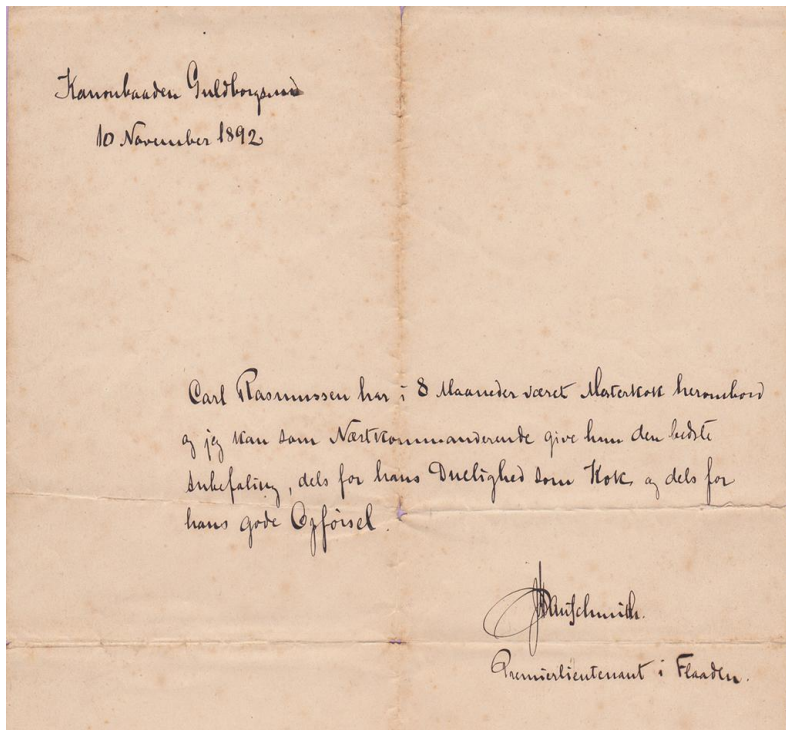 Kanonbaaden Guldborgsund
10 November 1892
Carl Rasmussen har i 8 Maaneder været Mesterkok herombord
og jeg kan som Næstkommanderende give ham den bedste
Anbefaling, dels for hans Duelighed som Kok og dels for
hans gode Opførsel.
Premierlieutenant i Flaaden.